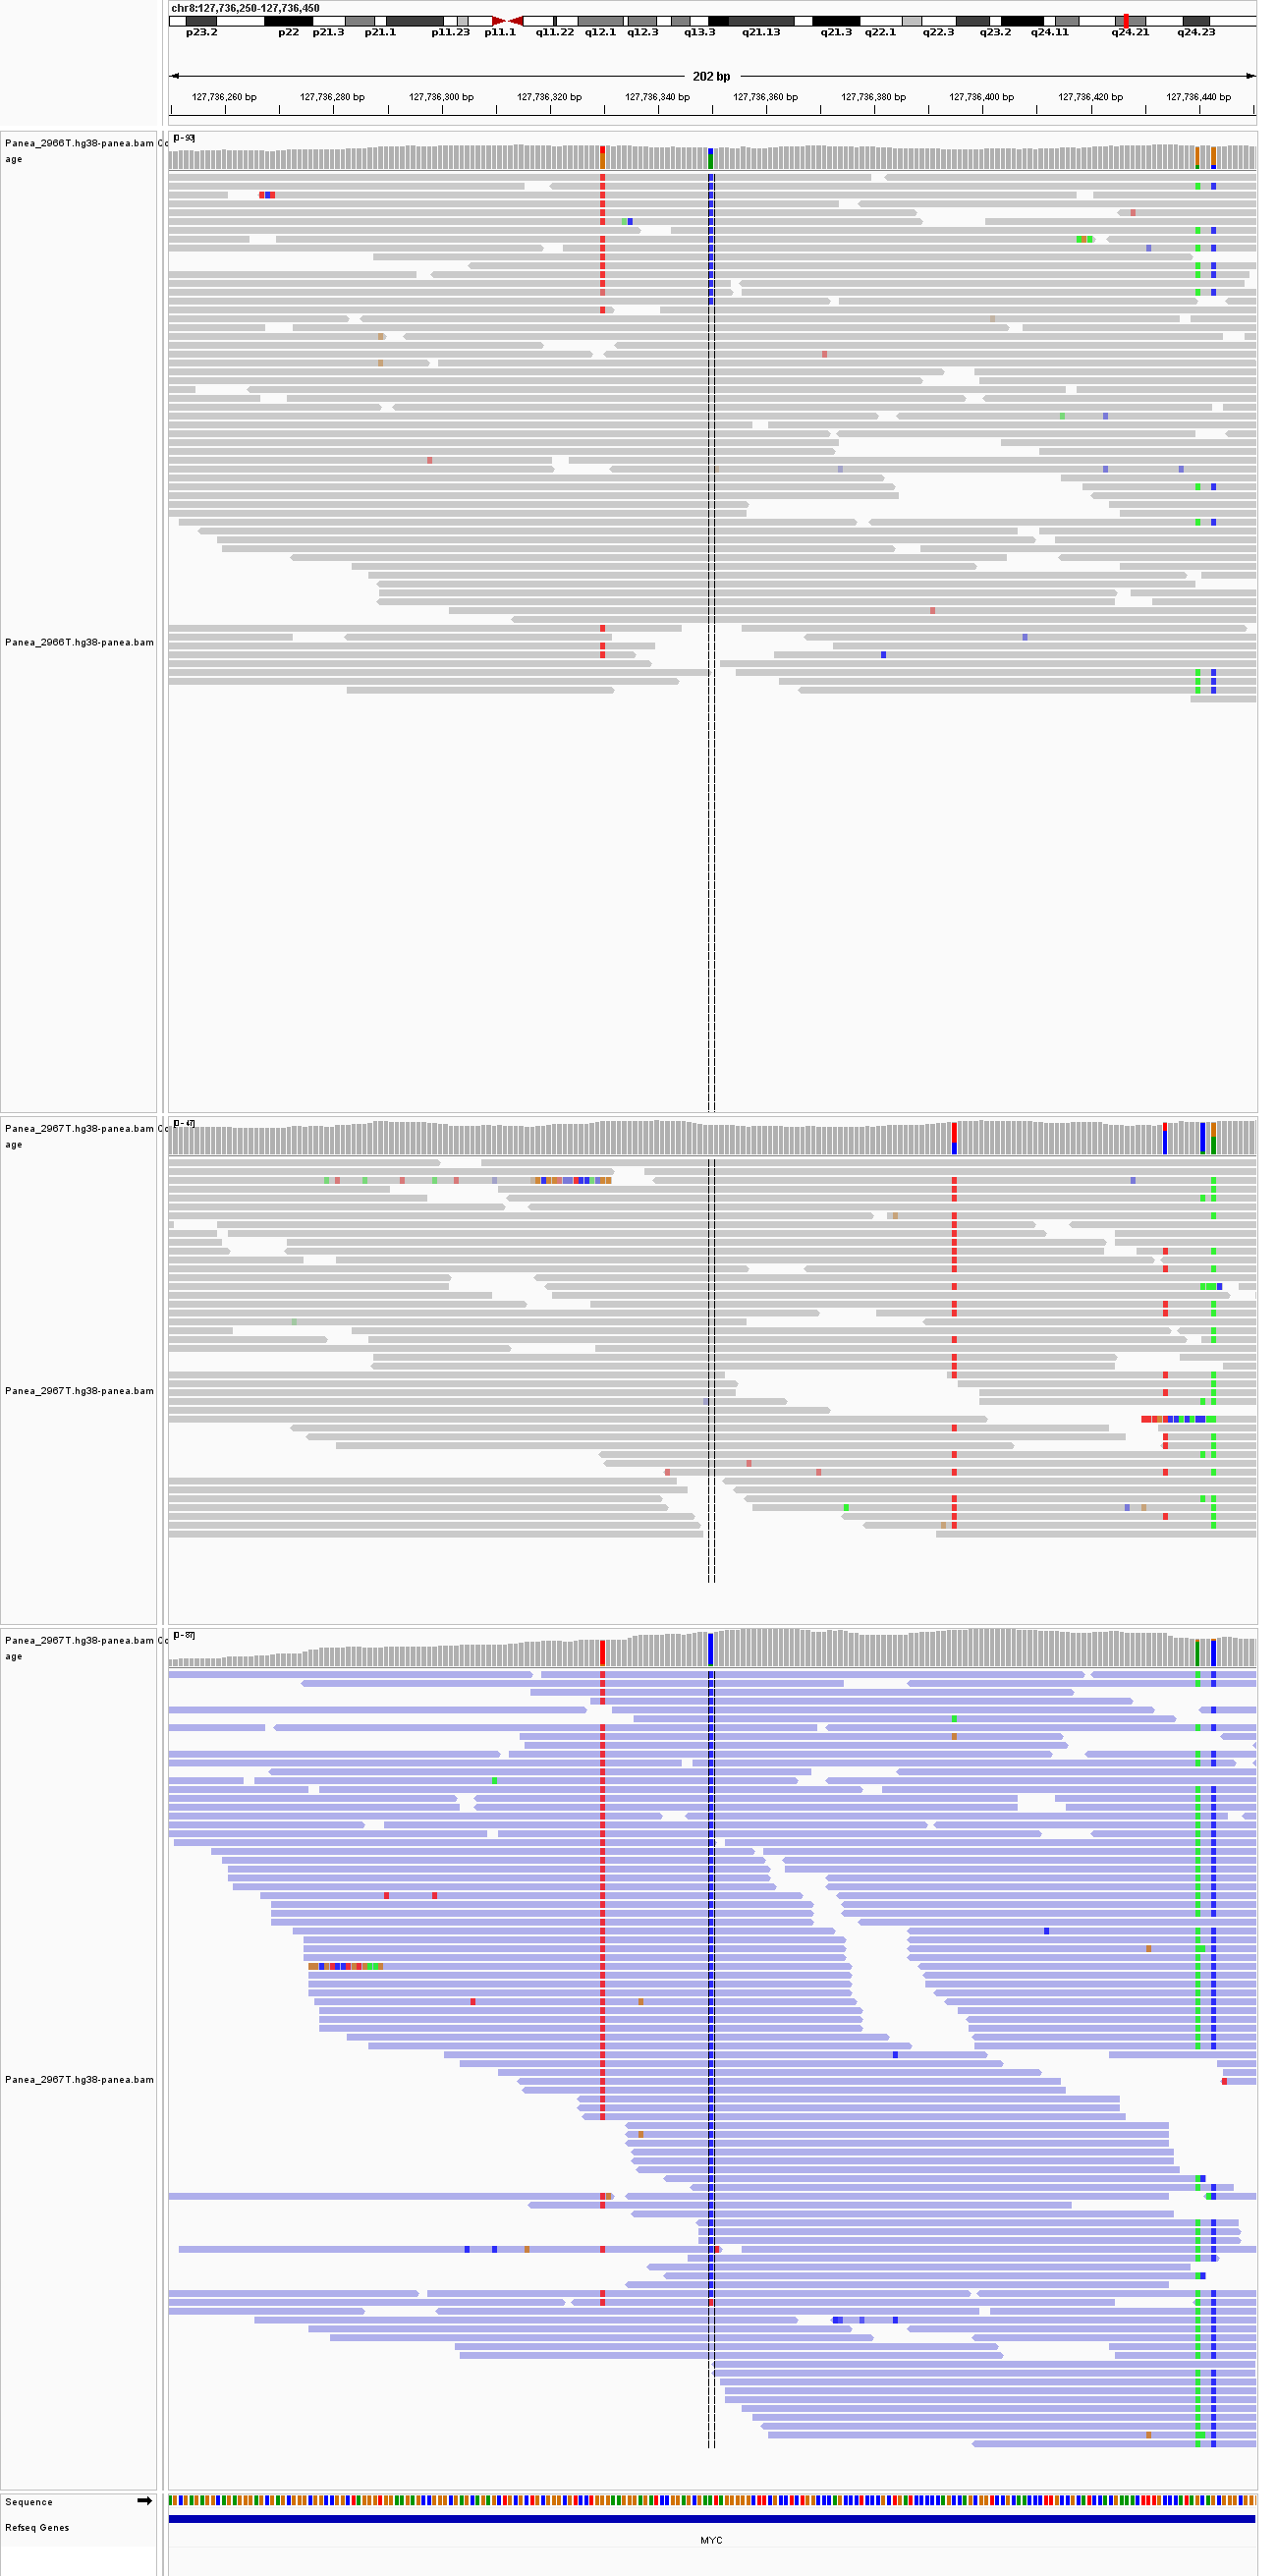 chr8:127,736,250-127,736,450
p23.2 p22 p21.3 p21.1 p11.23 p11.1 q11.22 q12.1 q12.3 q13.3 q21.13 q21.3 q22.1 q22.3 q23.2 q24.11 q24.21 q24.23
202 bp
127,736,260 bp 127,736,280 bp 127,736,300 bp 127,736,320 bp 127,736,340 bp 127,736,360 bp 127,736,380 bp 127,736,400 bp 127,736,420 bp 127,736,440 bp
Panea_2966T.hg38-panea.bam Co
age
Panea_2966T.hg38-panea.bam
Panea_2967T.hg38-panea.bam Co
age
Panea_2967T.hg38-panea.bam
Panea_2967T.hg38-panea.bam Co
age
Panea_2967T.hg38-panea.bam
Sequence
Refseq Genes
MYC